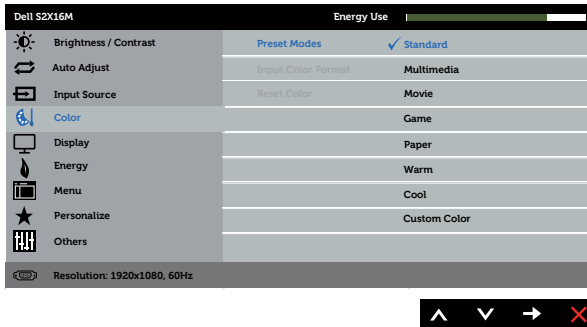 Dell S2X16M Energy Use
Brightness / Contrast Preset Modes Standard
Auto Adjust Input Color Format Multimedia
Input Source Reset Color Movie
Color Game
Display Paper
Energy Warm
Menu Cool
Personalize Custom Color
Others
Resolution: 1920x1080, 60Hz